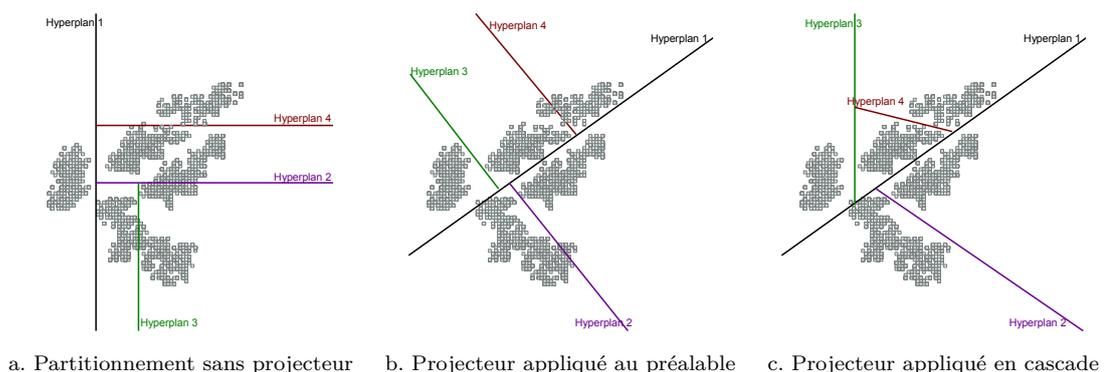 Hyperplan 1
Hyperplan 4
Hyperplan 2
Hyperplan 3
a. Partitionnement sans projecteur
Hyperplan 4
Hyperplan 1
Hyperplan 3
Hyperplan 2
b. Projecteur appliqué au préalable
Hyperplan 3
Hyperplan 1
Hyperplan 4
Hyperplan 2
c. Projecteur appliqué en cascade